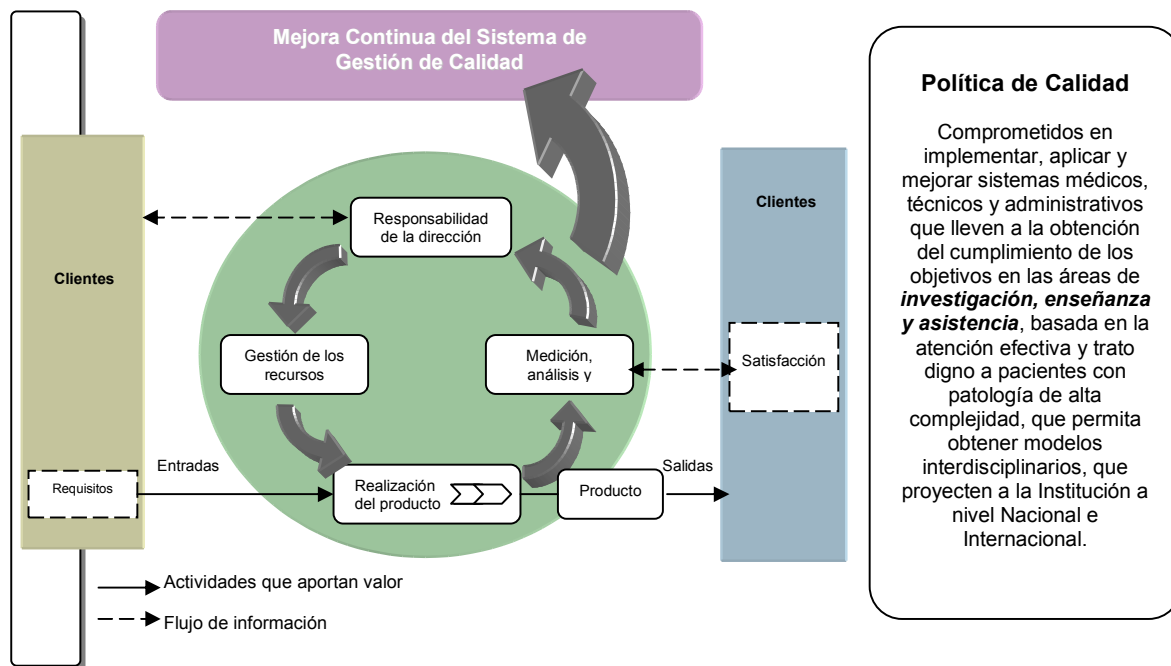 Mejora Continua del Sistema de
Gestión de Calidad
Clientes
Requisitos
Entradas
Responsabilidad
de la dirección
Gestión de los
recursos
Medición,
análisis y
Realización
del producto
Producto
Salidas
Clientes
Satisfacción
Actividades que aportan valor
Flujo de información
Política de Calidad
Comprometidos en
implementar, aplicar y
mejorar sistemas médicos,
técnicos y administrativos
que lleven a la obtención
del cumplimiento de los
objetivos en las áreas de
investigación, enseñanza
y asistencia, basada en la
atención efectiva y trato
digno a pacientes con
patología de alta
complejidad, que permita
obtener modelos
interdisciplinarios, que
proyecten a la Institución a
nivel Nacional e
Internacional.